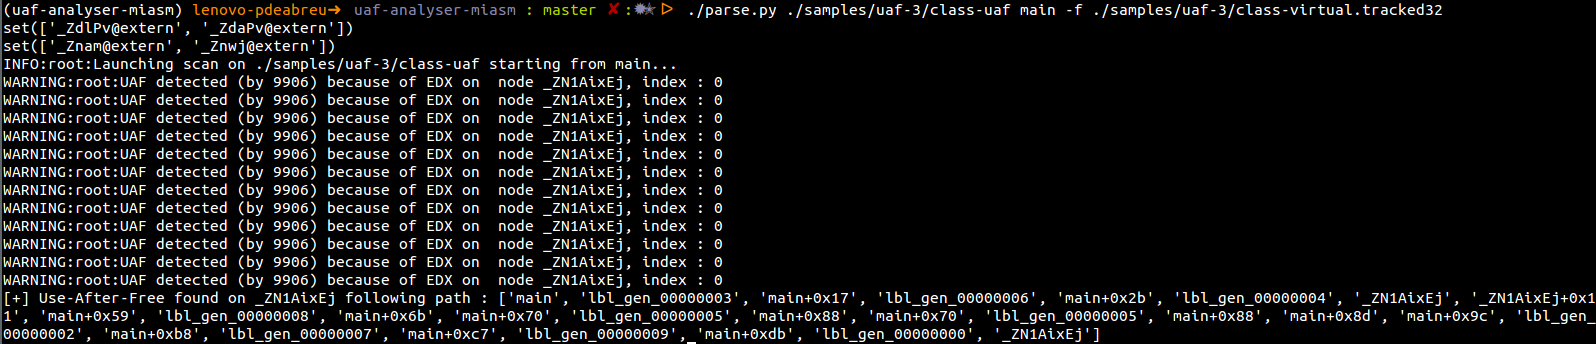 (uaf-analyser-miasm) lenovo-pdeabreu➜ uaf-analyser-miasm : master ✘:✹✭ ᐅ ./parse.py ./samples/uaf-3/class-uaf main -f ./samples/uaf-3/class-virtual.tracked32
set(['_ZdlPv@extern', '_ZdaPv@extern'])
set(['_Znam@extern', '_Znwj@extern'])
INFO:root:Launching scan on ./samples/uaf-3/class-uaf starting from main...
WARNING:root:UAF detected (by 9906) because of EDX on  node _ZN1AixEj, index : 0
WARNING:root:UAF detected (by 9906) because of EDX on  node _ZN1AixEj, index : 0
WARNING:root:UAF detected (by 9906) because of EDX on  node _ZN1AixEj, index : 0
WARNING:root:UAF detected (by 9906) because of EDX on  node _ZN1AixEj, index : 0
WARNING:root:UAF detected (by 9906) because of EDX on  node _ZN1AixEj, index : 0
WARNING:root:UAF detected (by 9906) because of EDX on  node _ZN1AixEj, index : 0
WARNING:root:UAF detected (by 9906) because of EDX on  node _ZN1AixEj, index : 0
WARNING:root:UAF detected (by 9906) because of EDX on  node _ZN1AixEj, index : 0
WARNING:root:UAF detected (by 9906) because of EDX on  node _ZN1AixEj, index : 0
WARNING:root:UAF detected (by 9906) because of EDX on  node _ZN1AixEj, index : 0
WARNING:root:UAF detected (by 9906) because of EDX on  node _ZN1AixEj, index : 0
WARNING:root:UAF detected (by 9906) because of EDX on  node _ZN1AixEj, index : 0
[+] Use-After-Free found on _ZN1AixEj following path : ['main', 'lbl_gen_00000003', 'main+0x17', 'lbl_gen_00000006', 'main+0x2b', 'lbl_gen_00000004', '_ZN1AixEj', '_ZN1AixEj+0x1
1', 'main+0x59', 'lbl_gen_00000008', 'main+0x6b', 'main+0x70', 'lbl_gen_00000005', 'main+0x88', 'main+0x70', 'lbl_gen_00000005', 'main+0x88', 'main+0x8d', 'main+0x9c', 'lbl_gen_
00000002', 'main+0xb8', 'lbl_gen_00000007', 'main+0xc7', 'lbl_gen_00000009', 'main+0xdb', 'lbl_gen_00000000', '_ZN1AixEj']